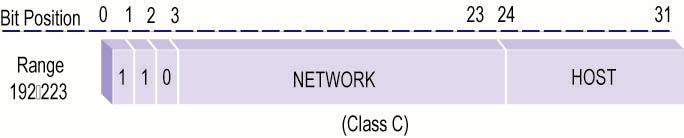 Bit Position 0 1 2 3 23 24 31
Range 1 1 0 NETWORK HOST
192▯223
(Class C)